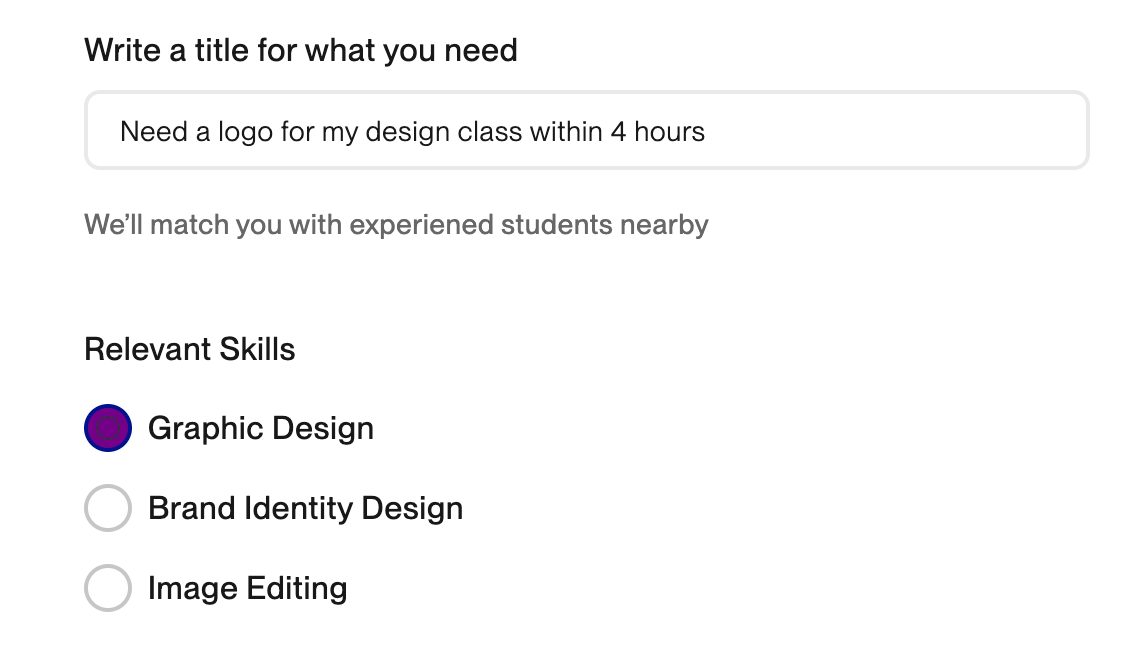 Write a title for what you need
Need a logo for my design class within 4 hours
We’ll match you with experiened students nearby
Relevant Skills
Graphic Design
Brand Identity Design
Image Editing